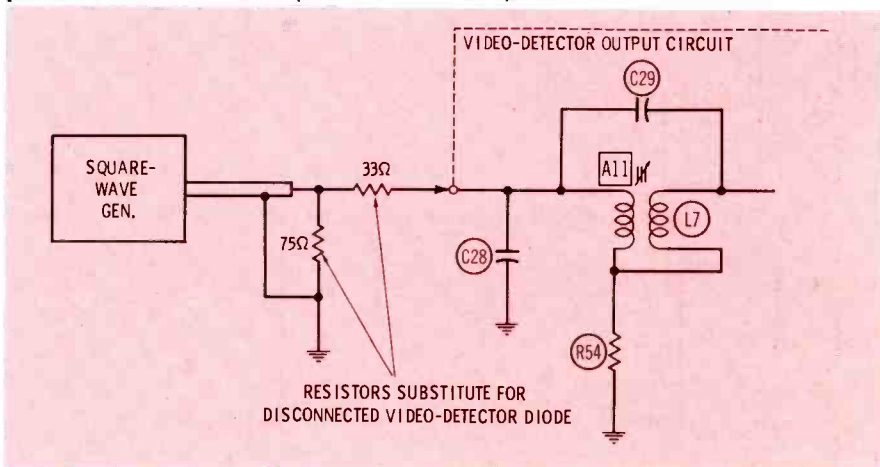 VIDEO-DETECTOR OUTPUT CIRCUIT
C29
SQUARE-
WAVE
GEN.
33Ω
A11
L7
75Ω
C28
R54
RESISTORS SUBSTITUTE FOR
DISCONNECTED VIDEO-DETECTOR DIODE